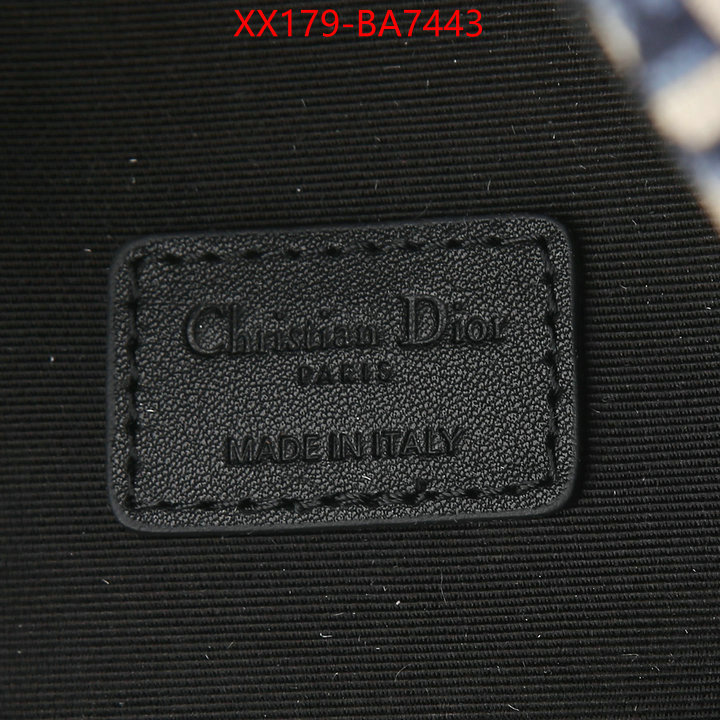 XX179-BA7443
Christian Dior
PARIS
MADE IN ITALY